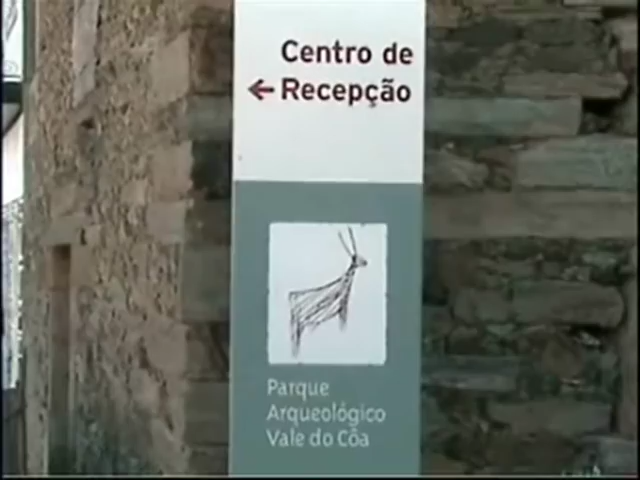 Centro de
← Recepção
Parque
Arqueológico
Vale do Côa